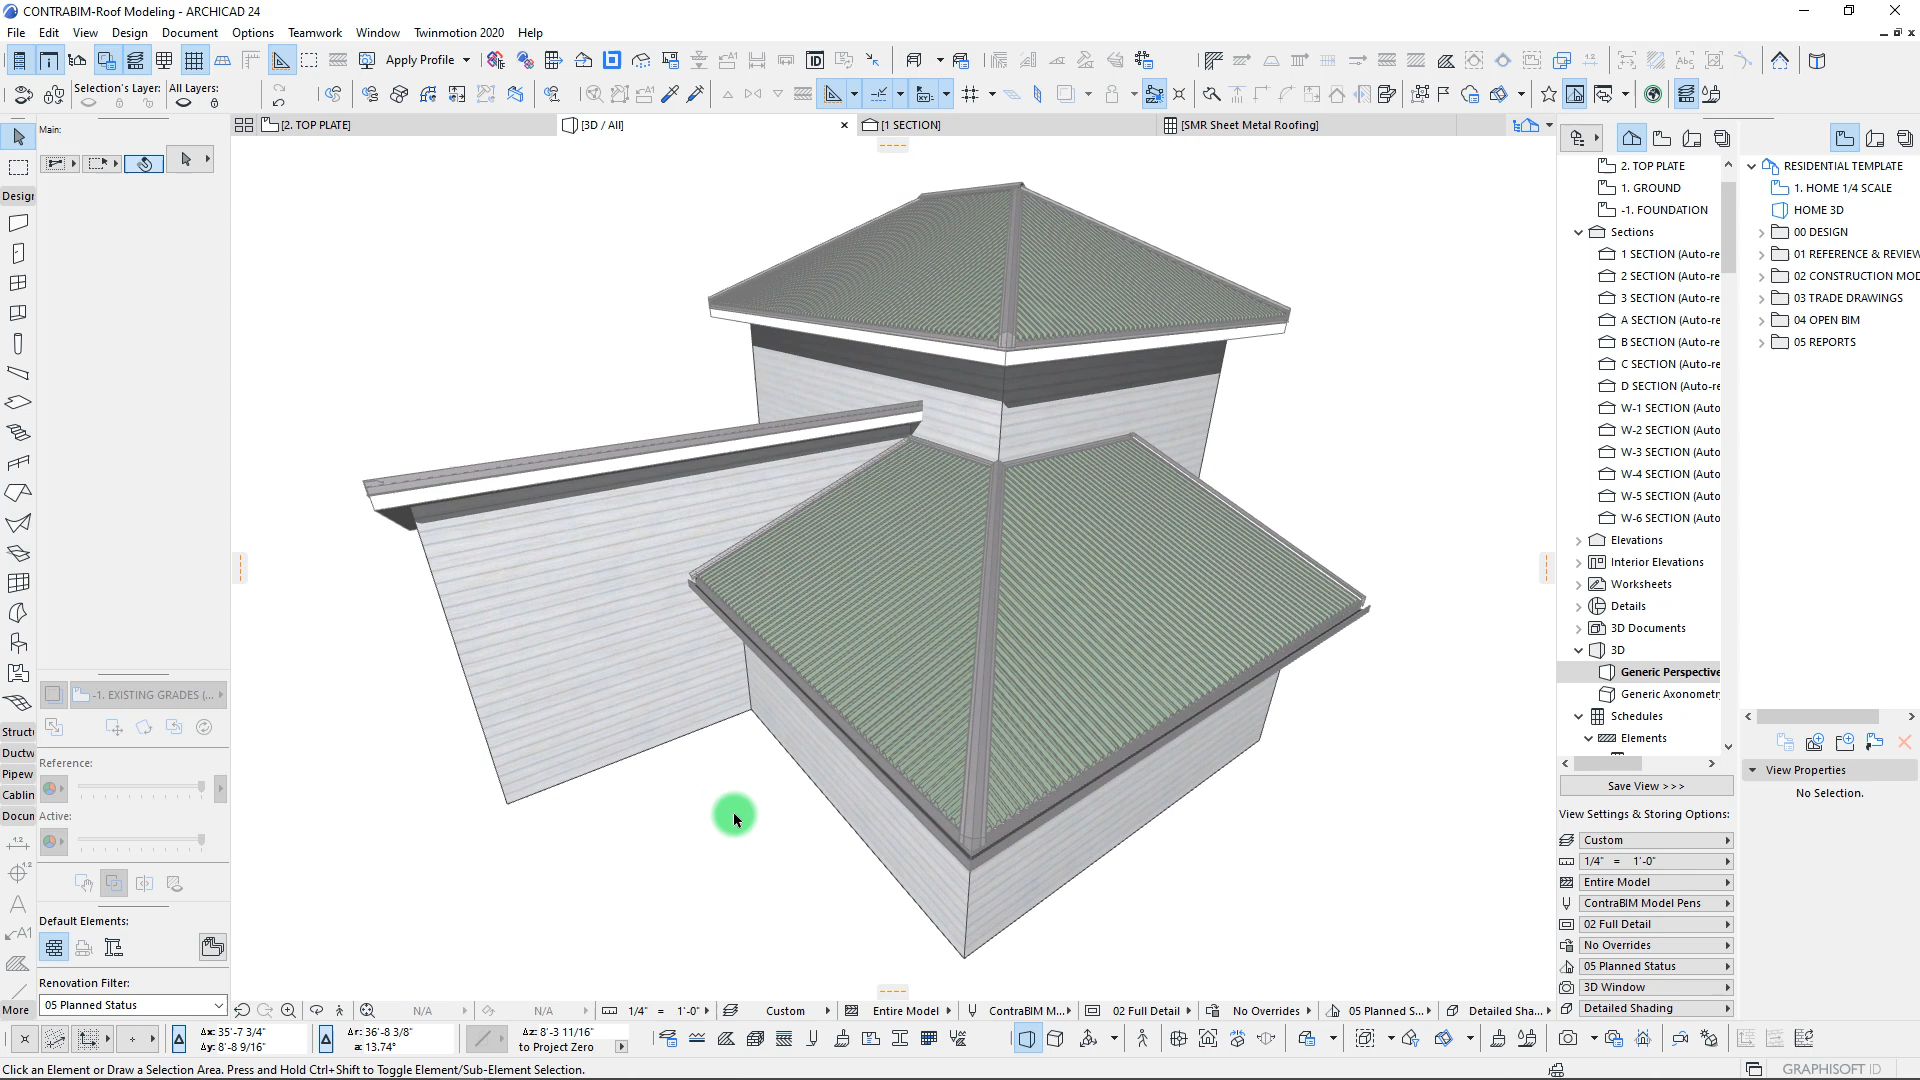 CONTRABIM-Roof Modeling - ARCHICAD 24
File Edit View Design Document Options Teamwork Window Twinmotion 2020 Help
Apply Profile
Selection's Layer:
All Layers:
Main:
[2. TOP PLATE]
[3D / All]
[1 SECTION]
[SMR Sheet Metal Roofing]
Design
Struct
Ductw
Pipew
Cablin
Docun
More
-1. EXISTING GRADES (...
Reference:
Active:
Default Elements:
Renovation Filter:
05 Planned Status
2. TOP PLATE
1. GROUND
-1. FOUNDATION
Sections
1 SECTION (Auto-re
2 SECTION (Auto-re
3 SECTION (Auto-re
A SECTION (Auto-re
B SECTION (Auto-re
C SECTION (Auto-re
D SECTION (Auto-re
W-1 SECTION (Auto
W-2 SECTION (Auto
W-3 SECTION (Auto
W-4 SECTION (Auto
W-5 SECTION (Auto
W-6 SECTION (Auto
Elevations
Interior Elevations
Worksheets
Details
3D Documents
3D
Generic Perspective
Generic Axonometr
Schedules
Elements
Save View >>>
View Settings & Storing Options:
Custom
1/4" = 1'-0"
Entire Model
ContraBIM Model Pens
02 Full Detail
No Overrides
05 Planned Status
3D Window
Detailed Shading
RESIDENTIAL TEMPLATE
1. HOME 1/4 SCALE
HOME 3D
00 DESIGN
01 REFERENCE & REVIEW
02 CONSTRUCTION MOD
03 TRADE DRAWINGS
04 OPEN BIM
05 REPORTS
View Properties
No Selection.
N/A N/A 1/4" = 1'-0" Custom Entire Model ContraBIM M... 02 Full Detail No Overrides 05 Planned S... Detailed Sha...
Δx: 35'-7 3/4"
Δy: 8'-8 9/16"
Δr: 36'-8 3/8"
a: 13.74°
Δz: 8'-3 11/16"
to Project Zero
Click an Element or Draw a Selection Area. Press and Hold Ctrl+Shift to Toggle Element/Sub-Element Selection.
GRAPHISOFT ID